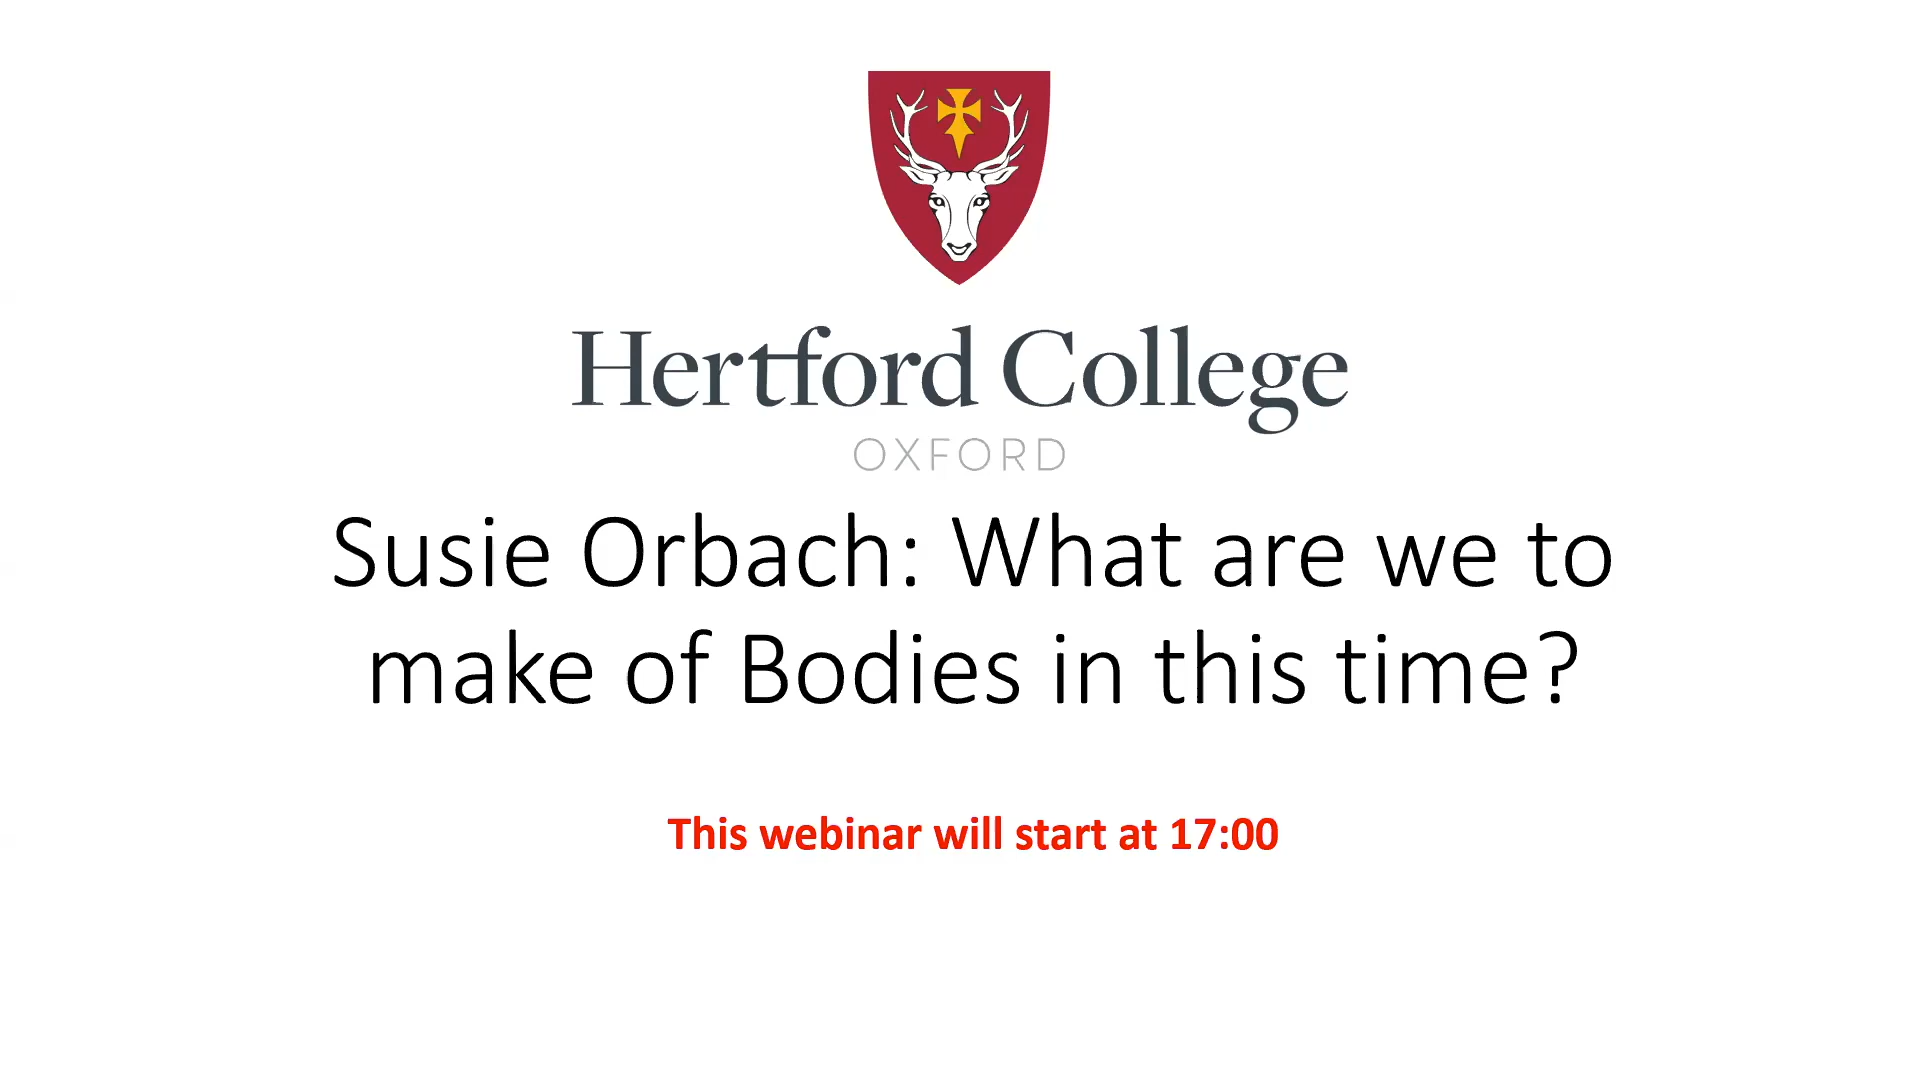 Hertford College
OXFORD
Susie Orbach: What are we to
make of Bodies in this time?
This webinar will start at 17:00